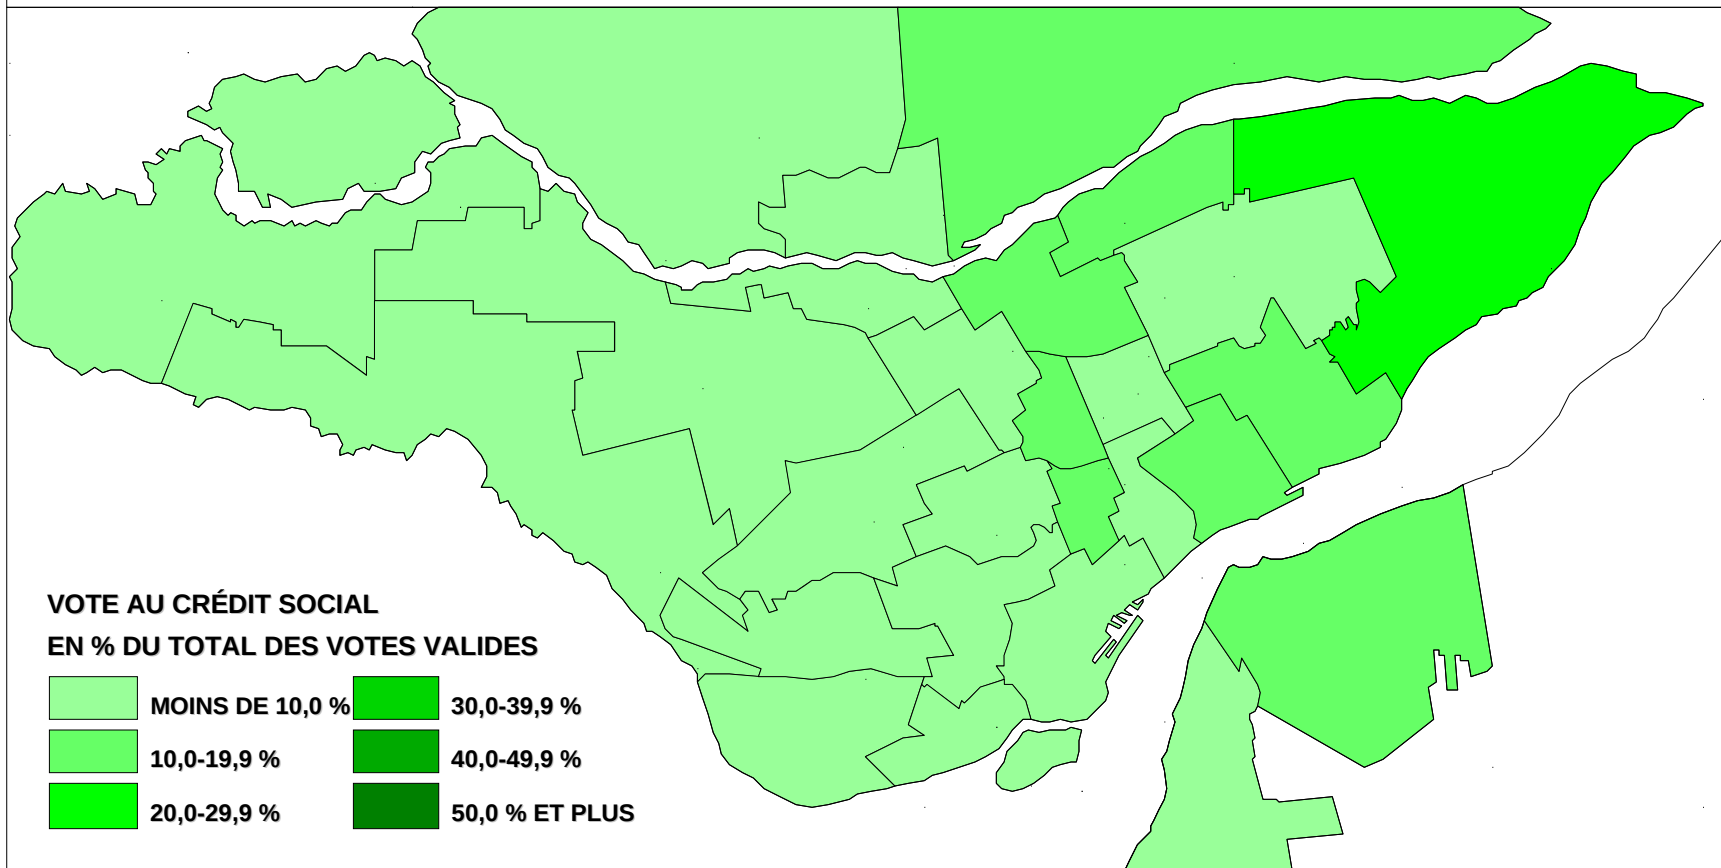 VOTE AU CRÉDIT SOCIAL
EN % DU TOTAL DES VOTES VALIDES
MOINS DE 10,0 %
10,0-19,9 %
20,0-29,9 %
30,0-39,9 %
40,0-49,9 %
50,0 % ET PLUS